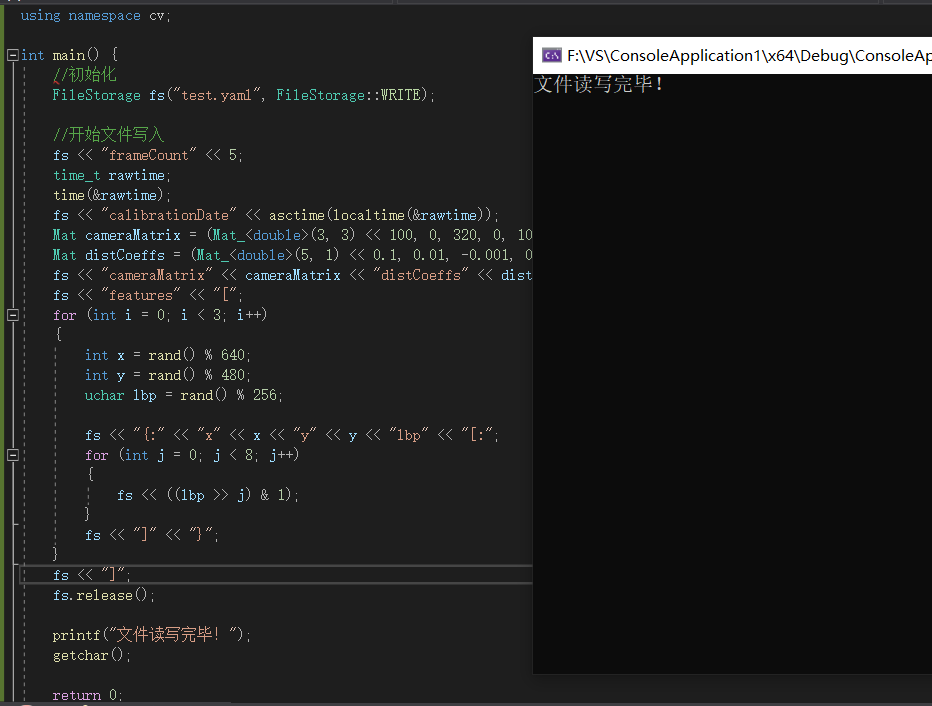 using namespace cv;
int main() {
//初始化
FileStorage fs("test.yaml", FileStorage::WRITE);
//开始文件写入
fs << "frameCount" << 5;
time_t rawtime;
time(&rawtime);
fs << "calibrationDate" << asctime(localtime(&rawtime));
Mat cameraMatrix = (Mat_<double>(3, 3) << 100, 0, 320, 0, 10
Mat distCoeffs = (Mat_<double>(5, 1) << 0.1, 0.01, -0.001, 0
fs << "cameraMatrix" << cameraMatrix << "distCoeffs" << dist
fs << "features" << "[";
for (int i = 0; i < 3; i++)
{
int x = rand() % 640;
int y = rand() % 480;
uchar lbp = rand() % 256;
fs << "{:" << "x" << x << "y" << y << "lbp" << "[:";
for (int j = 0; j < 8; j++)
{
fs << ((lbp >> j) & 1);
}
fs << "]" << "}";
}
fs << "]";
fs.release();
printf("文件读写完毕！");
getchar();
return 0;
F:\VS\ConsoleApplication1\x64\Debug\ConsoleAp
文件读写完毕！